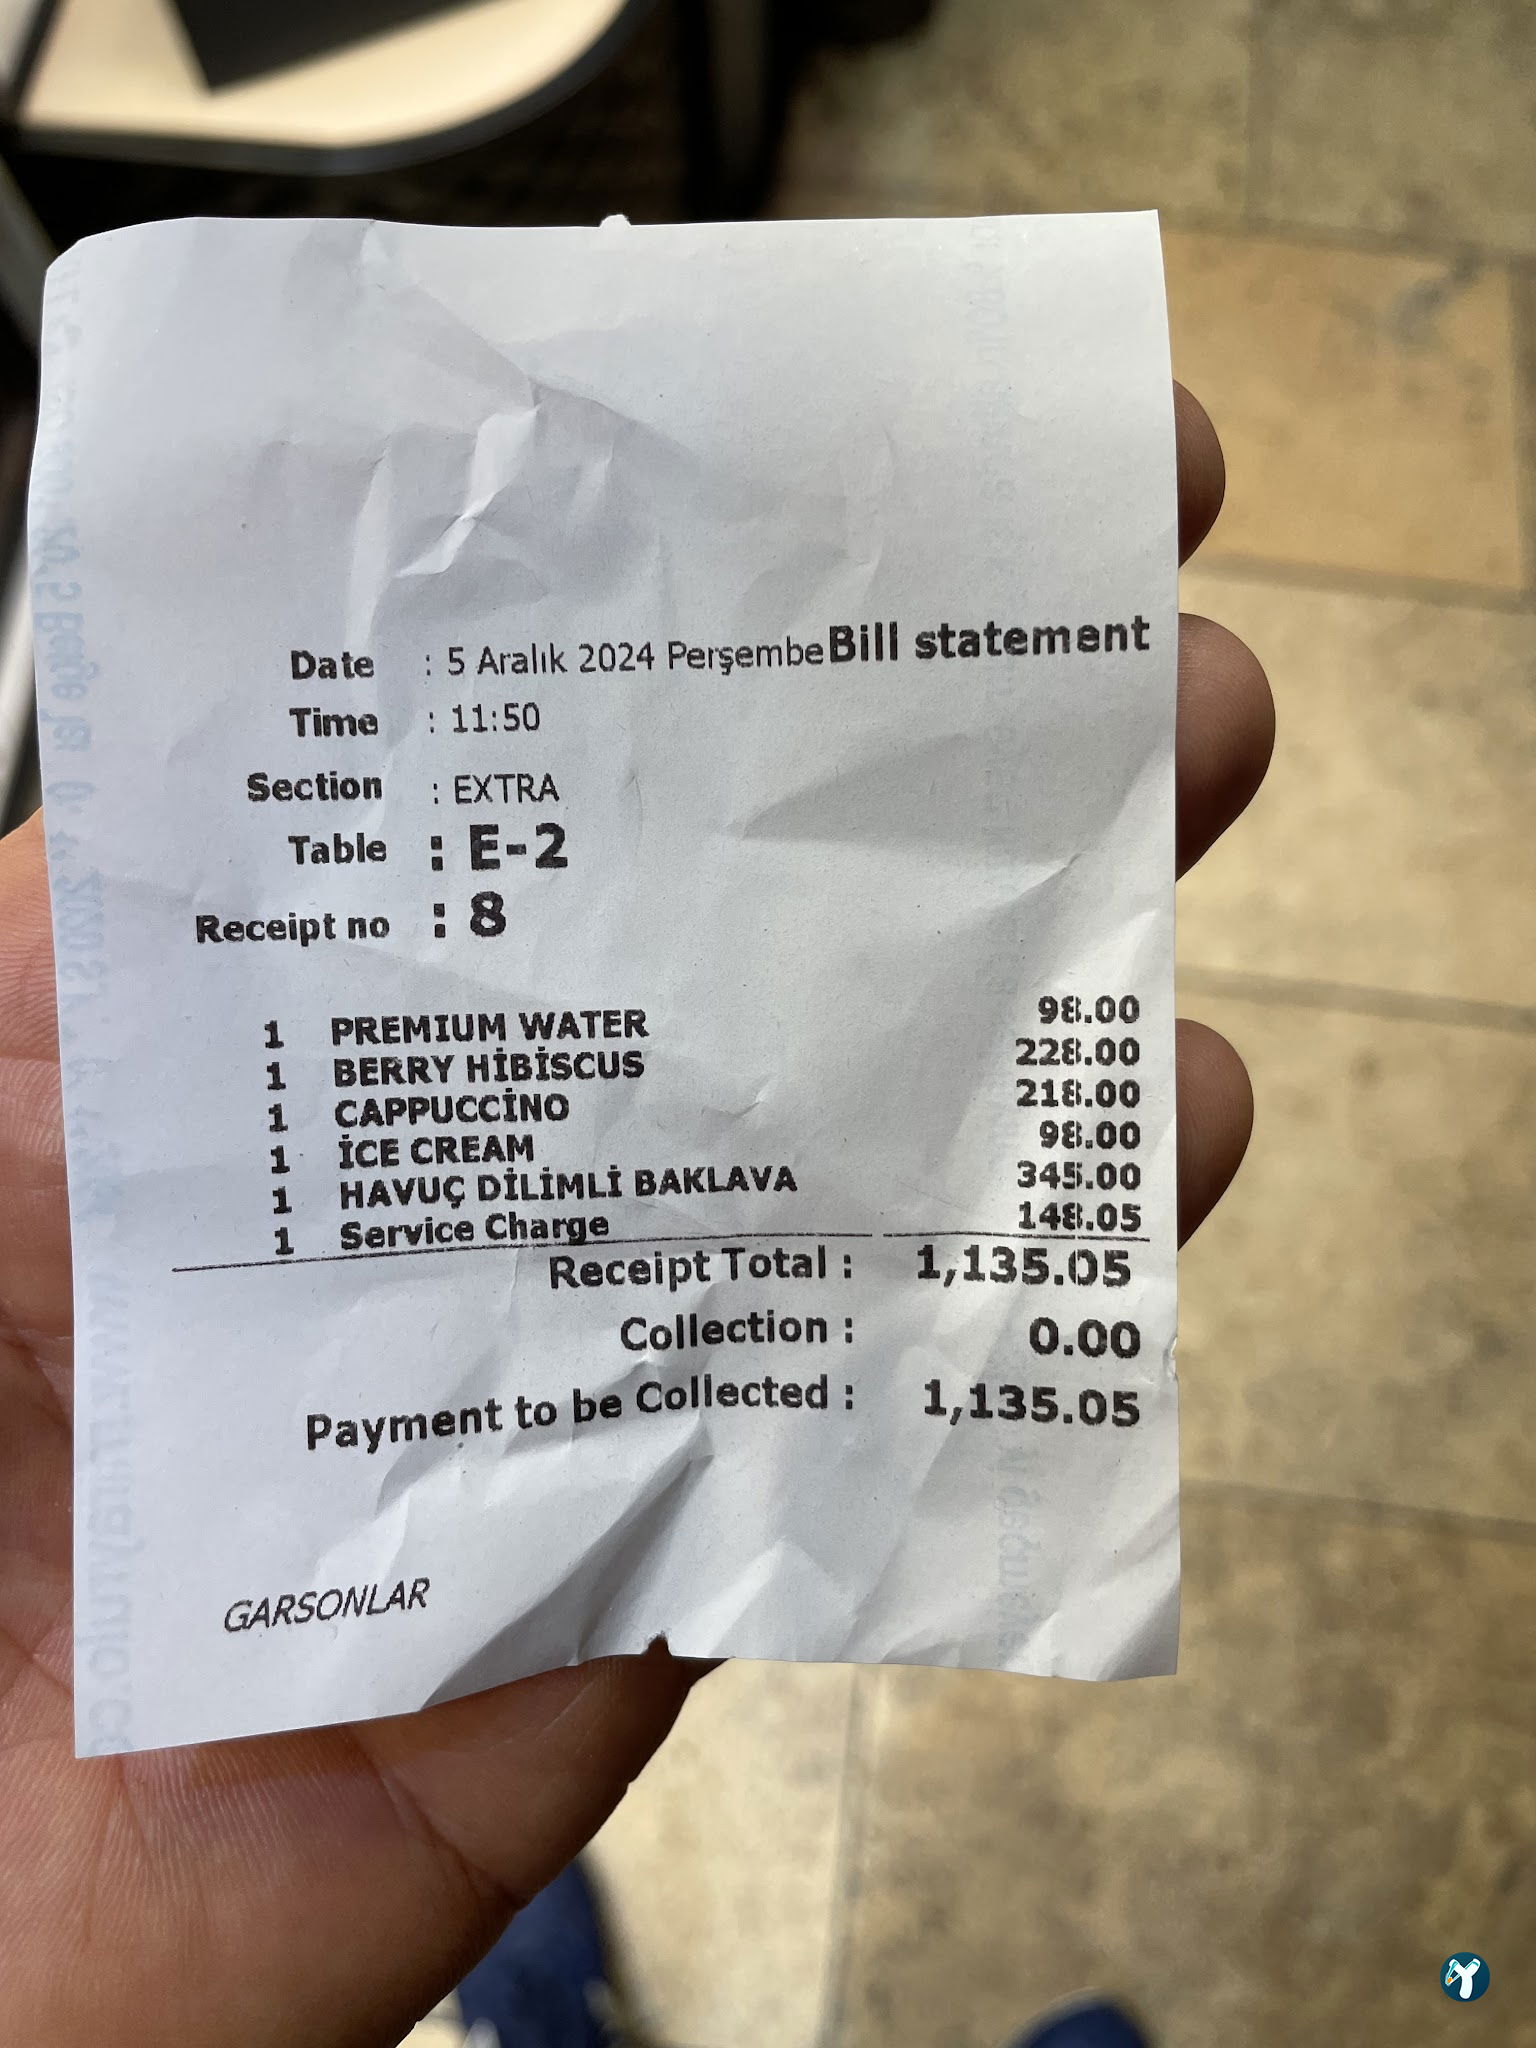 Bill statement
Date : 5 Aralık 2024 Perşembe
Time : 11:50
Section : EXTRA
Table : E-2
Receipt no : 8
1 PREMIUM WATER 98.00
1 BERRY HİBİSCUS 228.00
1 CAPPUCCİNO 218.00
1 İCE CREAM 98.00
1 HAVUÇ DİLİMLİ BAKLAVA 345.00
1 Service Charge 148.05
Receipt Total : 1,135.05
Collection : 0.00
Payment to be Collected : 1,135.05
GARSONLAR